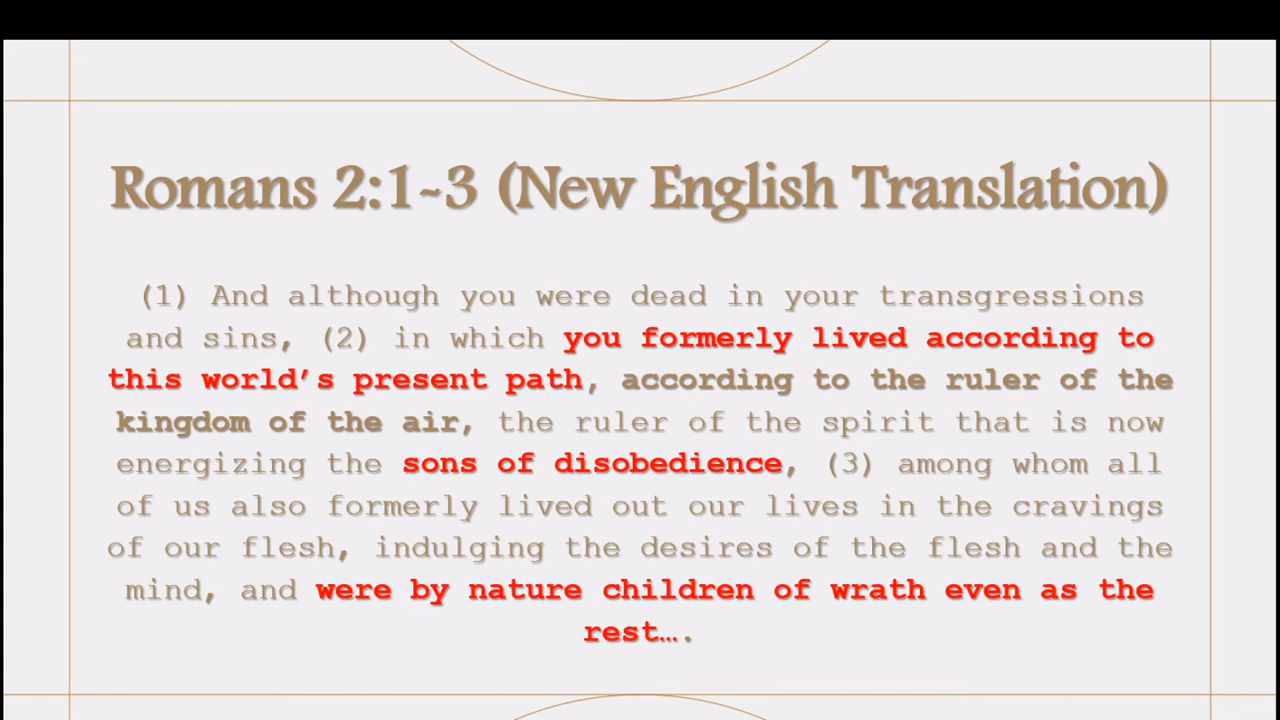 Romans 2:1-3 (New English Translation)
(1) And although you were dead in your transgressions
and sins, (2) in which you formerly lived according to
this world’s present path, according to the ruler of the
kingdom of the air, the ruler of the spirit that is now
energizing the sons of disobedience, (3) among whom all
of us also formerly lived out our lives in the cravings
of our flesh, indulging the desires of the flesh and the
mind, and were by nature children of wrath even as the
rest….